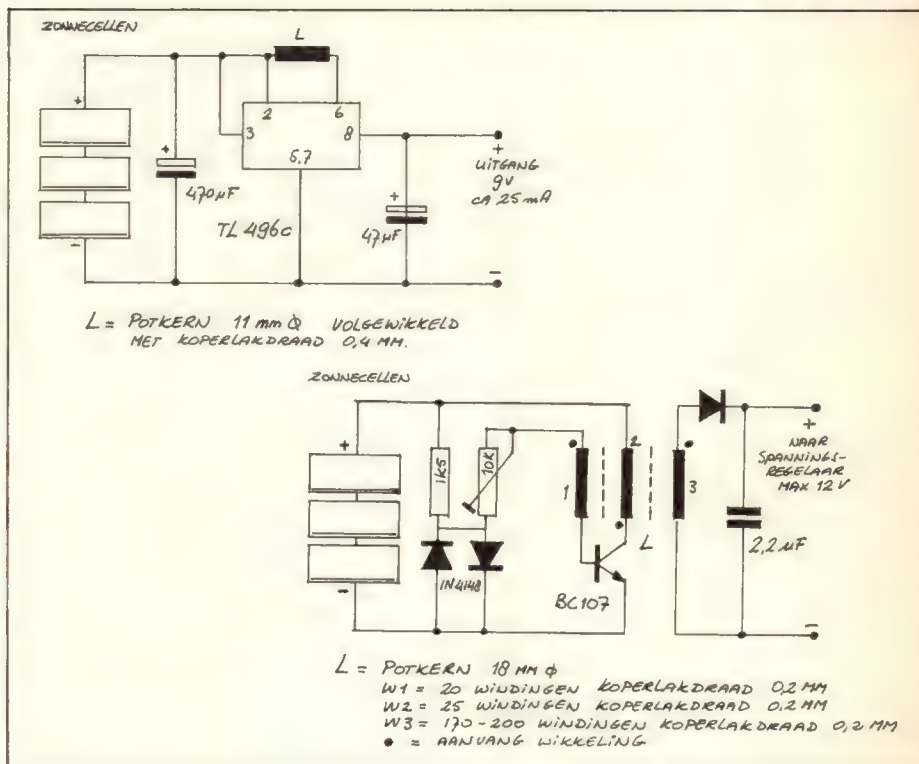 ZONNECELLEN
L
+
2
6
3
8
5,7
+
470µF
+
47µF
TL 496c
+
UITGANG
9V
CA 25mA
-
-
L = POTKERN 11 mm Φ VOLGEWIKKELD
MET KOPERLAKDRAAD 0,4 MM.
ZONNECELLEN
+
1k5
10k
1
2
3
L
1N4148
BC107
+
NAAR
SPANNINGS-
REGELAAR
MAX 12 V
2,2 µF
-
-
L = POTKERN 18 MM Φ
W1 = 20 WINDINGEN KOPERLAKDRAAD 0,2 MM
W2 = 25 WINDINGEN KOPERLAKDRAAD 0,2 MM
W3 = 170-200 WINDINGEN KOPERLAKDRAAD 0,2 MM
• = AANVANG WIKKELING